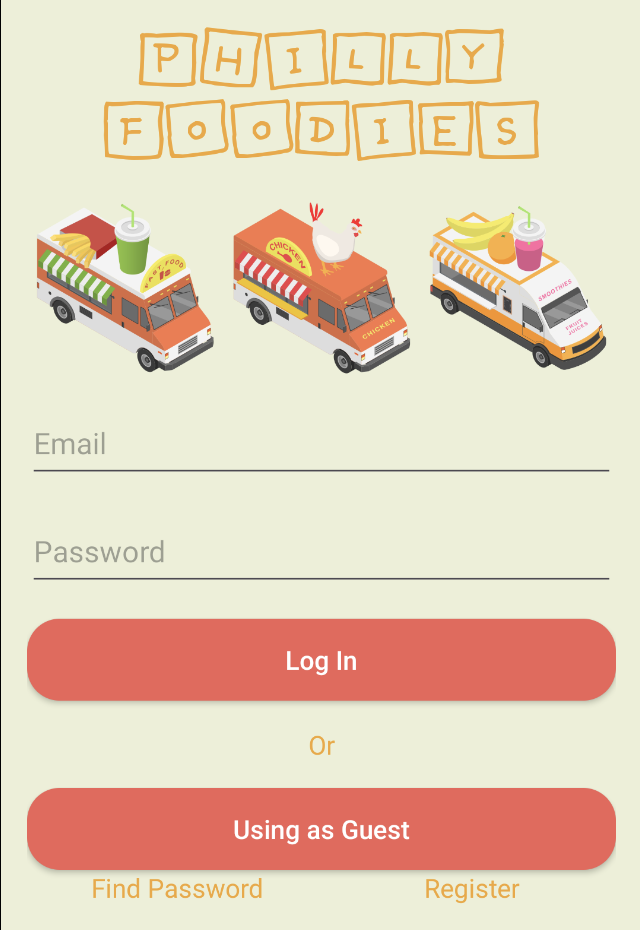 PHILLY
FOODIES
FAST FOOD
CHICKEN
CHICKEN
SMOOTHIES
FRUIT
JUICES
Email
Password
Log In
Or
Using as Guest
Find Password Register